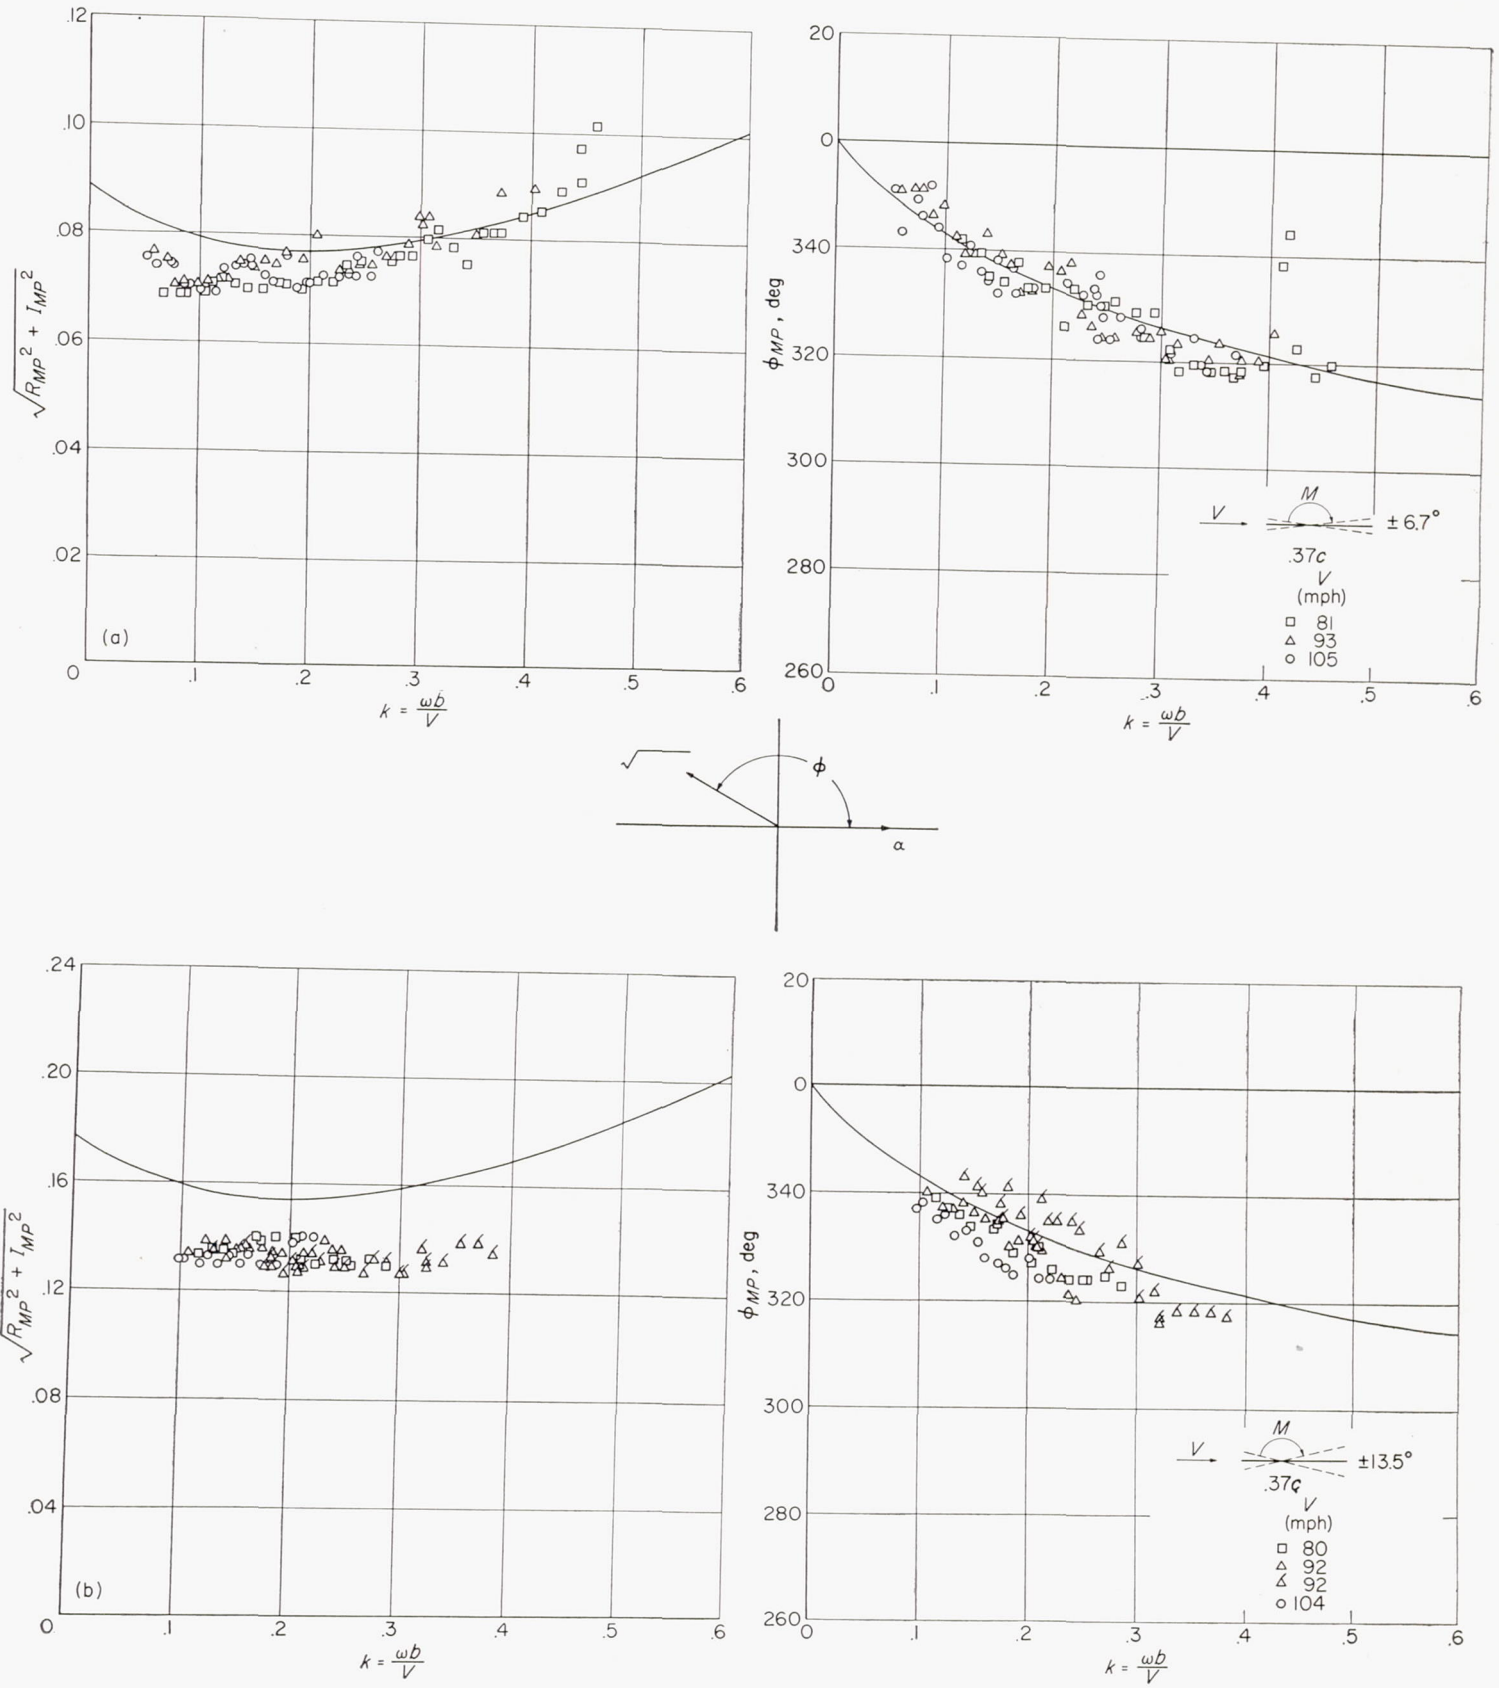 .12
.10
.08
.06
.04
.02
0
√R_MP² + I_MP²
(a)
.1 .2 .3 .4 .5 .6
k = ωb/V
20
0
340
320
300
280
260
ϕ_MP, deg
0 .1 .2 .3 .4 .5 .6
k = ωb/V
M
V ±6.7°
.37c
V
(mph)
□ 81
△ 93
○ 105
√ ϕ
α
.24
.20
.16
.12
.08
.04
0
√R_MP² + I_MP²
(b)
.1 .2 .3 .4 .5 .6
k = ωb/V
20
0
340
320
300
280
260
ϕ_MP, deg
0 .1 .2 .3 .4 .5 .6
k = ωb/V
M
V ±13.5°
.37c
V
(mph)
□ 80
△ 92
△ 92
○ 104